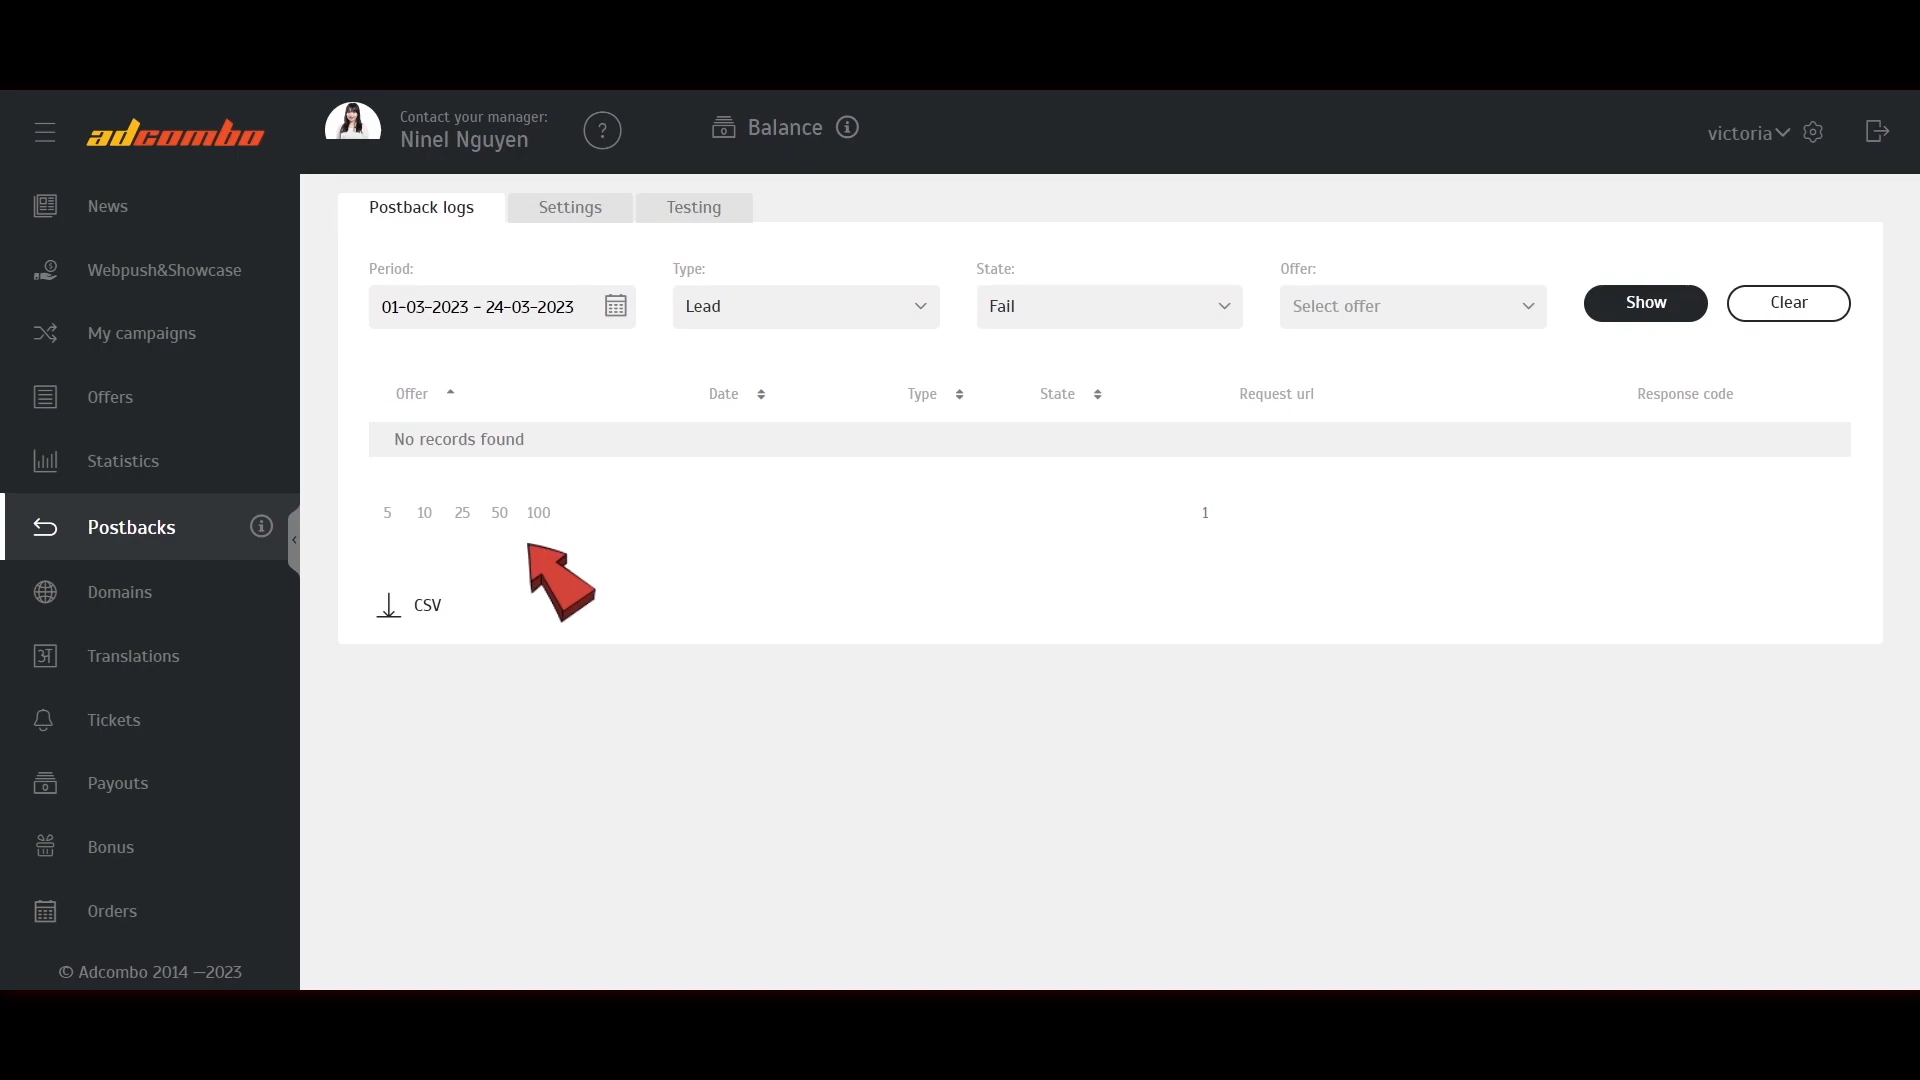 adcombo
Contact your manager:
Ninel Nguyen
?
Balance
victoria
News
Webpush&Showcase
My campaigns
Offers
Statistics
Postbacks
Domains
अ Translations
Tickets
Payouts
Bonus
Orders
© Adcombo 2014 —2023
Postback logs Settings Testing
Period: Type: State: Offer:
01-03-2023 - 24-03-2023 Lead Fail Select offer Show Clear
Offer Date Type State Request url Response code
No records found
5 10 25 50 100 1
CSV